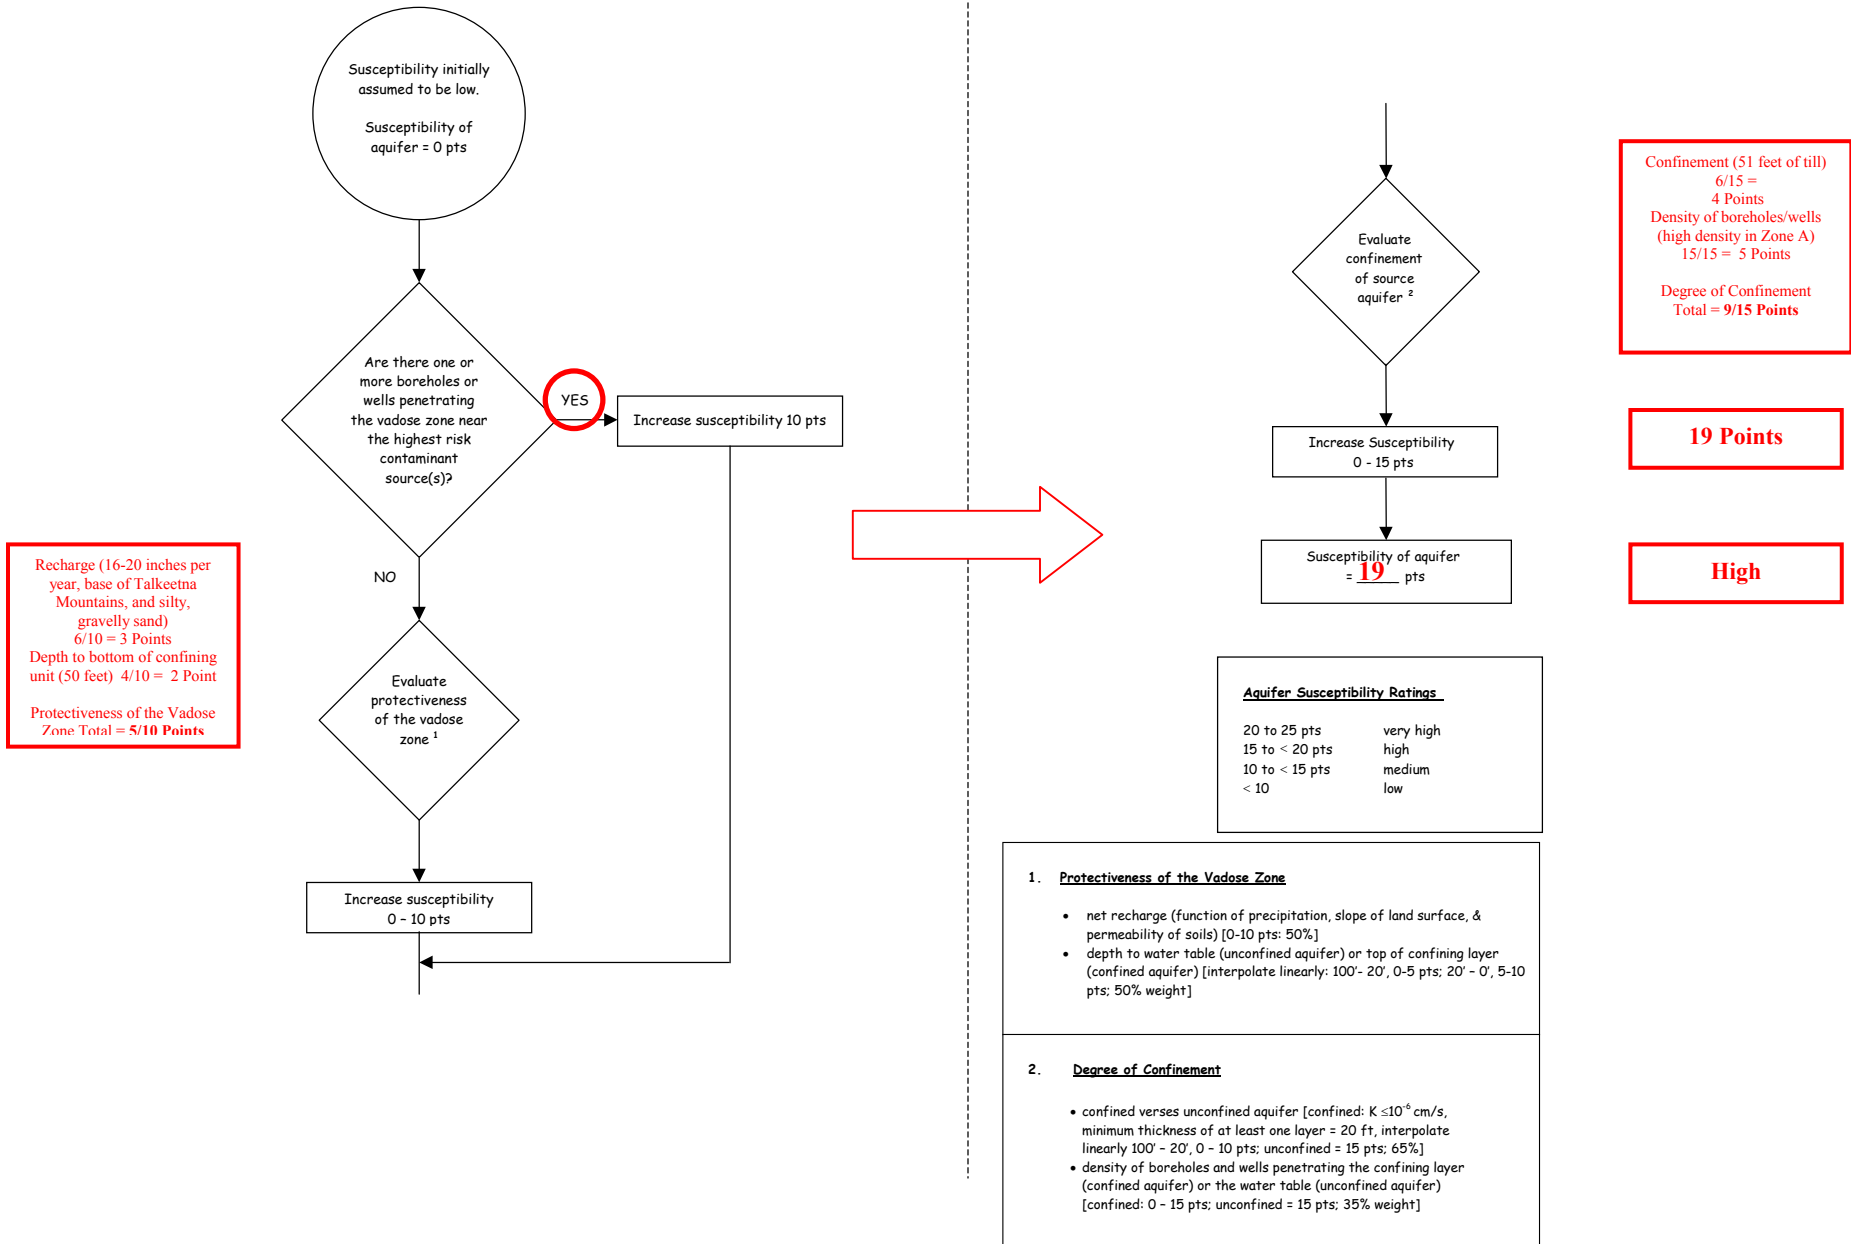 Susceptibility initially
assumed to be low.
Susceptibility of
aquifer = 0 pts
Are there one or
more boreholes or
wells penetrating
the vadose zone near
the highest risk
contaminant
source(s)?
YES
Increase susceptibility 10 pts
NO
Recharge (16-20 inches per
year, base of Talkeetna
Mountains, and silty,
gravelly sand)
6/10 = 3 Points
Depth to bottom of confining
unit (50 feet)  4/10 =  2 Point
Protectiveness of the Vadose
Zone Total = 5/10 Points
Evaluate
protectiveness
of the vadose
zone ¹
Increase susceptibility
0 – 10 pts
Evaluate
confinement
of source
aquifer ²
Increase Susceptibility
0 - 15 pts
Susceptibility of aquifer
= 19 pts
Confinement (51 feet of till)
6/15 =
4 Points
Density of boreholes/wells
(high density in Zone A)
15/15 =  5 Points
Degree of Confinement
Total = 9/15 Points
19 Points
High
Aquifer Susceptibility Ratings
20 to 25 pts very high
15 to < 20 pts high
10 to < 15 pts medium
< 10 low
1. Protectiveness of the Vadose Zone
• net recharge (function of precipitation, slope of land surface, &
permeability of soils) [0-10 pts: 50%]
• depth to water table (unconfined aquifer) or top of confining layer
(confined aquifer) [interpolate linearly: 100'- 20', 0-5 pts; 20' – 0', 5-10
pts; 50% weight]
2. Degree of Confinement
• confined verses unconfined aquifer [confined: K ≤10⁻⁶ cm/s,
minimum thickness of at least one layer = 20 ft, interpolate
linearly 100' – 20', 0 – 10 pts; unconfined = 15 pts; 65%]
• density of boreholes and wells penetrating the confining layer
(confined aquifer) or the water table (unconfined aquifer)
[confined: 0 – 15 pts; unconfined = 15 pts; 35% weight]